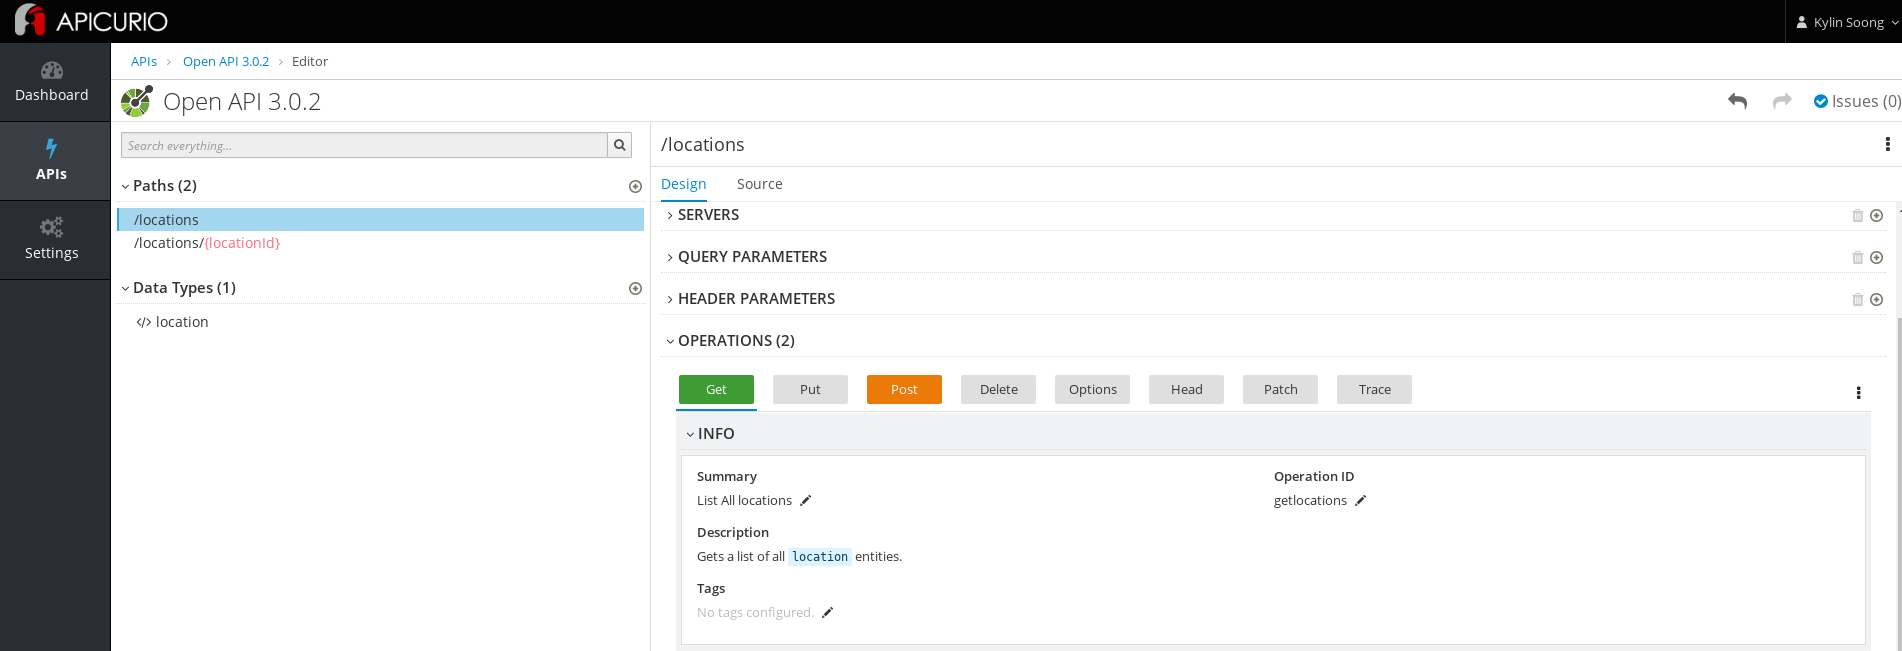 APICURIO
Kylin Soong
Dashboard
APIs
Settings
APIs
Open API 3.0.2
Editor
Open API 3.0.2
Issues (0)
Search everything...
Paths (2)
/locations
/locations/{locationId}
Data Types (1)
</> location
/locations
Design Source
SERVERS
QUERY PARAMETERS
HEADER PARAMETERS
OPERATIONS (2)
Get Put Post Delete Options Head Patch Trace
INFO
Summary
List All locations
Operation ID
getlocations
Description
Gets a list of all location entities.
Tags
No tags configured.